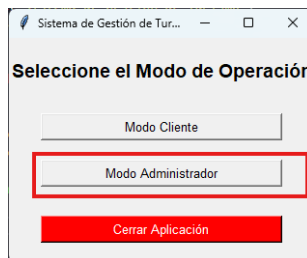 Sistema de Gestión de Tur...
Seleccione el Modo de Operación
Modo Cliente
Modo Administrador
Cerrar Aplicación